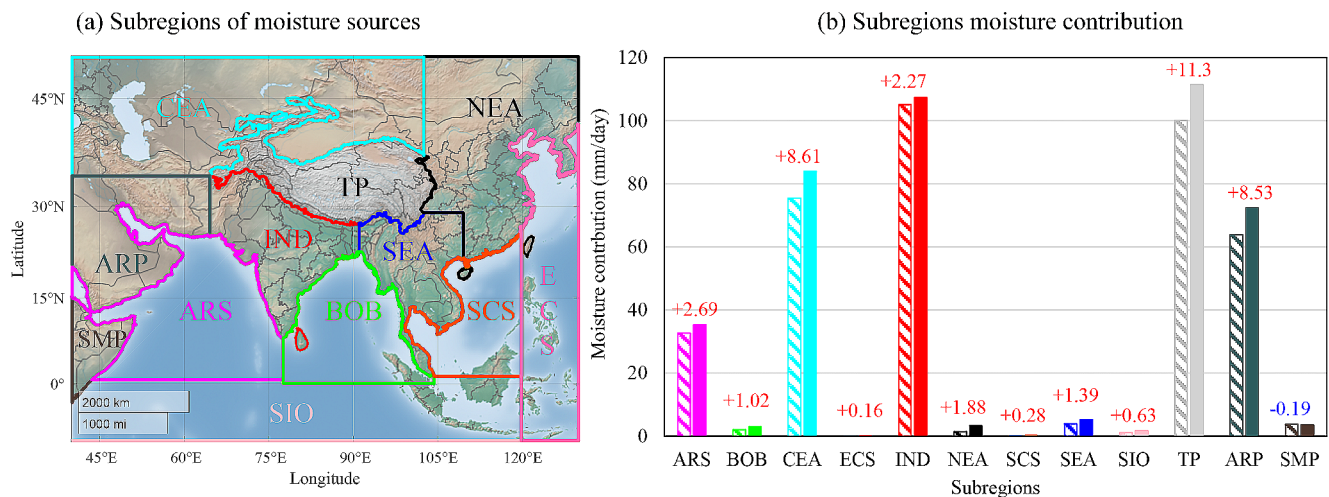 (a) Subregions of moisture sources
(b) Subregions moisture contribution
45°N
30°N
15°N
0°
Latitude
CEA
NEA
TP
IND
SEA
ARP
ARS
BOB
SCS
ECS
SMP
SIO
2000 km
1000 mi
45°E
60°E
75°E
90°E
105°E
120°E
Longitude
Moisture contribution (mm/day)
120
100
80
60
40
20
0
+2.69
+1.02
+8.61
+0.16
+2.27
+1.88
+0.28
+1.39
+0.63
+11.3
+8.53
-0.19
ARS
BOB
CEA
ECS
IND
NEA
SCS
SEA
SIO
TP
ARP
SMP
Subregions